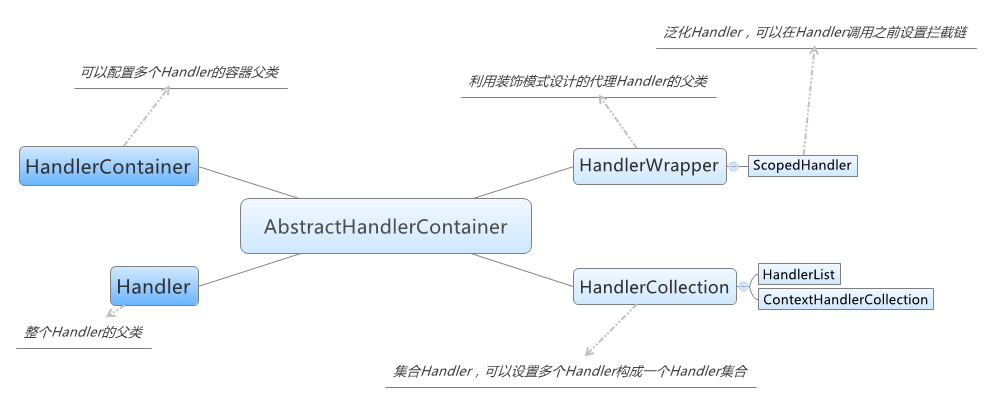 泛化Handler，可以在Handler调用之前设置拦截链
可以配置多个Handler的容器父类
利用装饰模式设计的代理Handler的父类
HandlerContainer
HandlerWrapper
ScopedHandler
AbstractHandlerContainer
Handler
HandlerCollection
HandlerList
ContextHandlerCollection
整个Handler的父类
集合Handler，可以设置多个Handler构成一个Handler集合